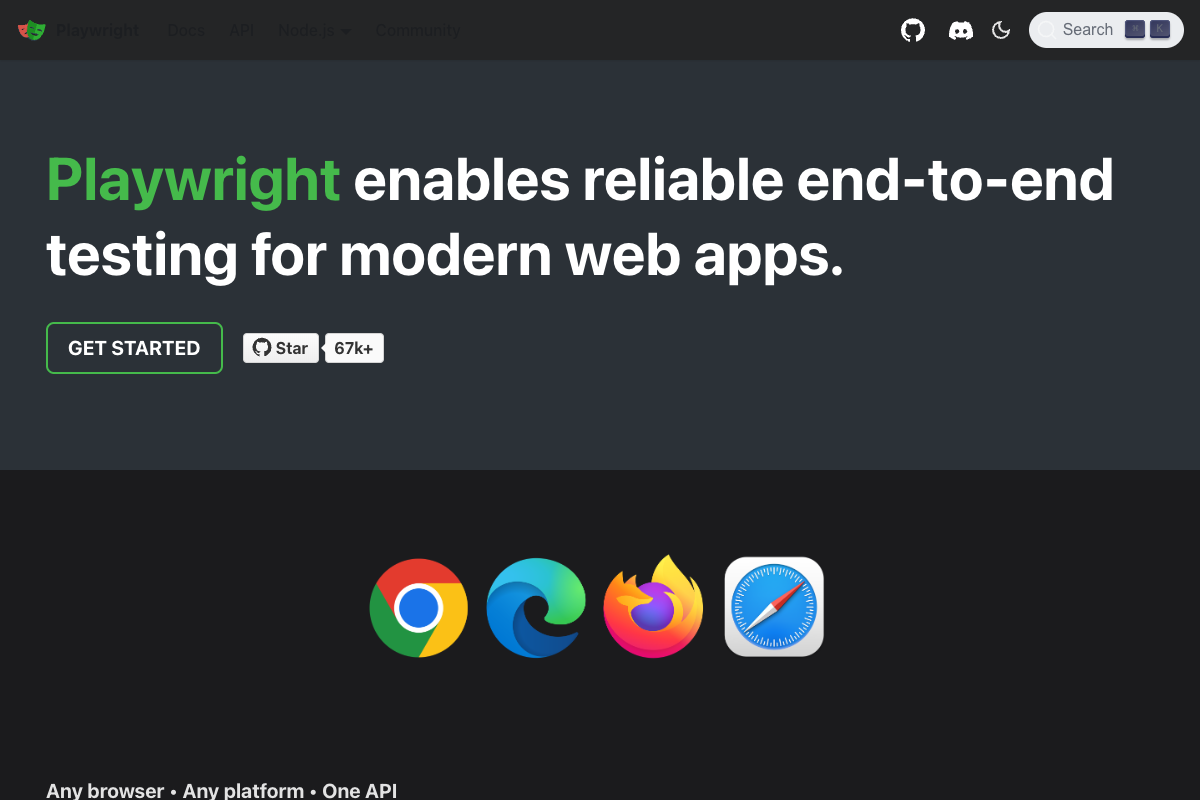 Playwright Docs API Node.js Community Search ⌘ K
Playwright enables reliable end-to-end
testing for modern web apps.
GET STARTED Star 67k+
Any browser • Any platform • One API